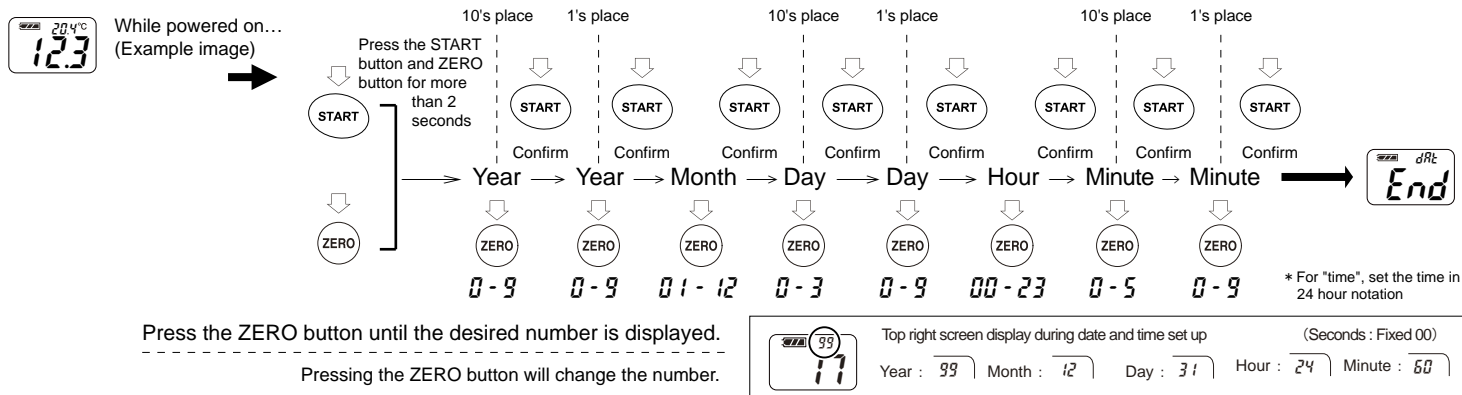 20.4°C
12.3
While powered on…
(Example image)
Press the START
button and ZERO
button for more
than 2
seconds
START
ZERO
10's place 1's place 10's place 1's place 10's place 1's place
START START START START START START START START
Confirm Confirm Confirm Confirm Confirm Confirm Confirm Confirm
Year Year Month Day Day Hour Minute Minute
dAt
End
ZERO ZERO ZERO ZERO ZERO ZERO ZERO ZERO
0 - 9 0 - 9 01 - 12 0 - 3 0 - 9 00 - 23 0 - 5 0 - 9
* For "time", set the time in
24 hour notation
Press the ZERO button until the desired number is displayed.
Pressing the ZERO button will change the number.
99
17
Top right screen display during date and time set up (Seconds : Fixed 00)
Year : 99 Month : 12 Day : 31 Hour : 24 Minute : 60